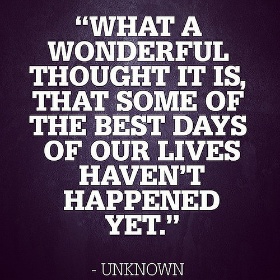 “WHAT A
WONDERFUL
THOUGHT IT IS,
THAT SOME OF
THE BEST DAYS
OF OUR LIVES
HAVEN’T
HAPPENED
YET.”
- UNKNOWN